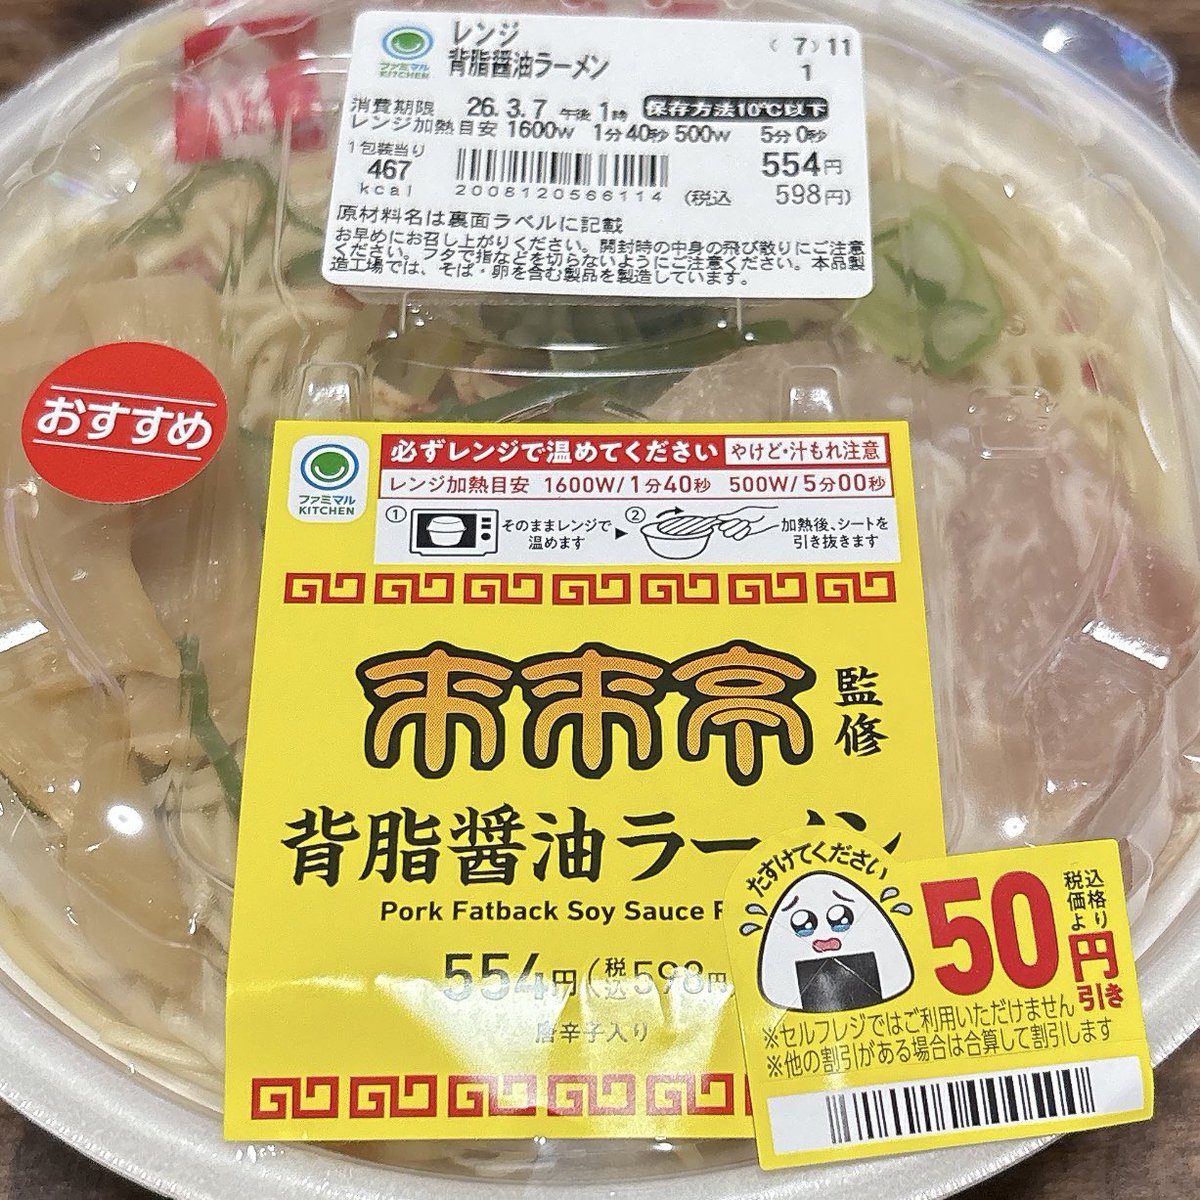 ファミマル
KITCHEN
レンジ
背脂醤油ラーメン
(7)11
1
消費期限 26.3.7 午後 1時 保存方法10℃以下
レンジ加熱目安 1600W 1分40秒 500W 5分0秒
1包装当り
467
kcal
2008120566114
554円
(税込 598円)
原材料名は裏面ラベルに記載
お早めにお召し上がりください。開封時の中身の飛び散りにご注意
ください。フタで指などを切らないようにご注意ください。本品製
造工場では、そば・卵を含む製品を製造しています。
おすすめ
ファミマル
KITCHEN
必ずレンジで温めてください やけど・汁もれ注意
レンジ加熱目安 1600W/1分40秒 500W/5分00秒
① そのままレンジで
温めます
② 加熱後、シートを
引き抜きます
来来亭 監修
背脂醤油ラーメン
Pork Fatback Soy Sauce
554円(税込598円
唐辛子入り
たすけてください
税込価格より
50円引き
※セルフレジではご利用いただけません
※他の割引がある場合は合算して割引します